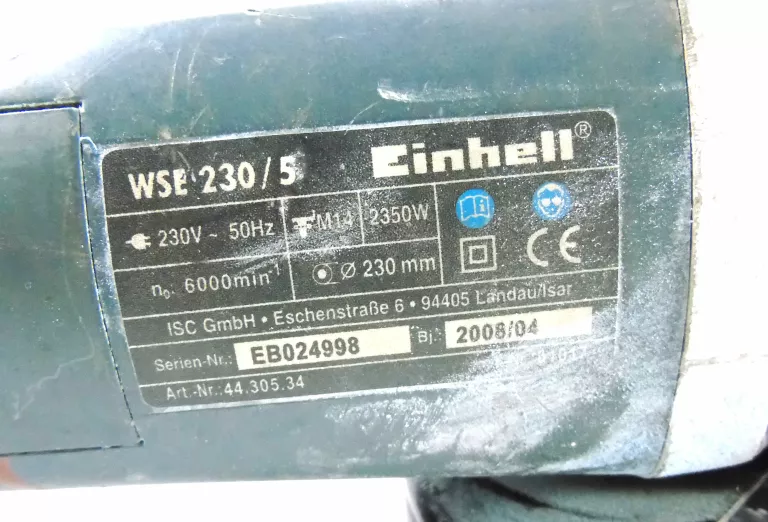 WSE 230/5 Einhell®
230V ~ 50Hz M14 2350W
n₀: 6000min⁻¹ Ø 230 mm
CE
ISC GmbH • Eschenstraße 6 • 94405 Landau/Isar
Serien-Nr.: EB024998 Bj.: 2008/04
Art.-Nr.:44.305.34